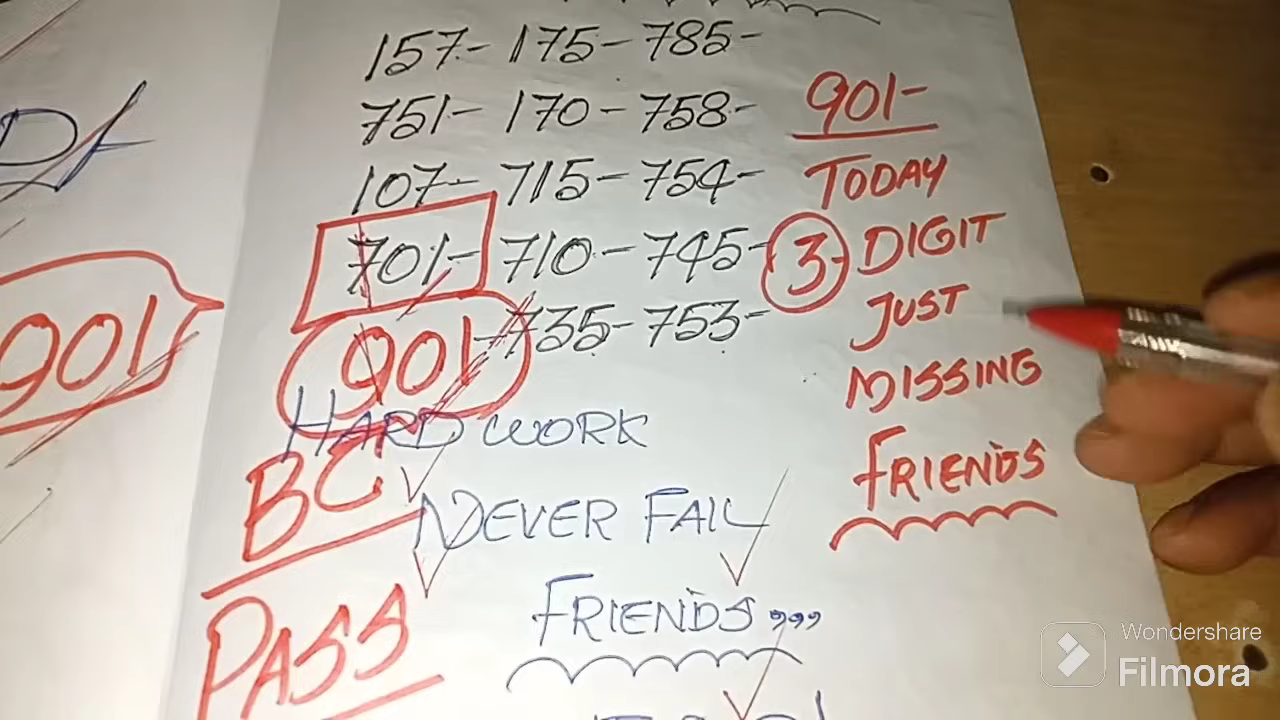 157- 175- 785-
751- 170- 758-
107- 715- 754-
701- 710- 745-
901 - 735- 753-
HARD WORK
NEVER FAIL
FRIENDS,,,
BC
PASS
901-
TODAY
3- DIGIT
JUST
MISSING
FRIENDS
901
Wondershare
Filmora